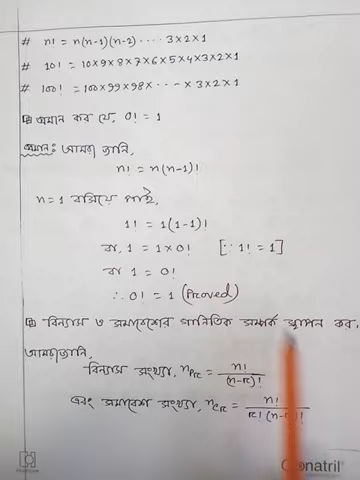 # n! = n(n-1)(n-2) .... 3×2×1
# 10! = 10×9×8×7×6×5×4×3×2×1
# 100! = 100×99×98× ---- × 3×2×1
প্রমান কর যে, 0! = 1
প্রমান: আমরা জানি,
n! = n(n-1)!
n = 1 বসিয়ে পাই,
1! = 1(1-1)!
বা, 1 = 1×0! [∵ 1! = 1]
বা 1 = 0!
∴ 0! = 1 (Proved)
বিন্যাস ও সমাবেশের গানিতিক সম্পর্ক স্থাপন কর।
আমরা জানি,
বিন্যাস সংখ্যা, nPr = n!/(n-r)!
এবং সমাবেশ সংখ্যা, nCr = n!/r!(n-r)!